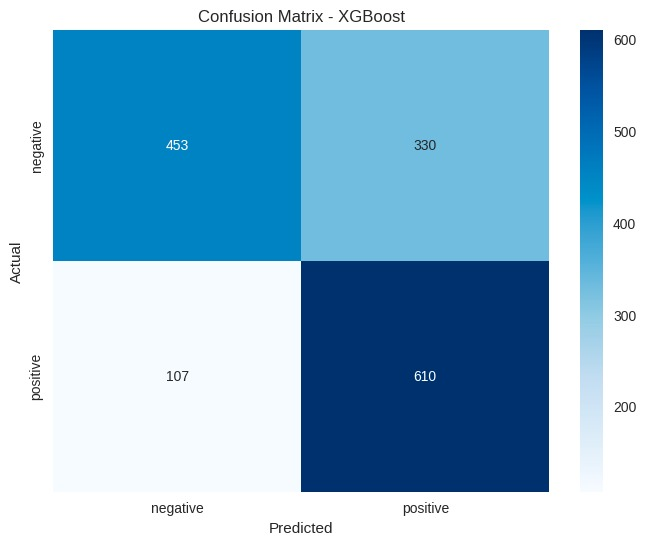 Confusion Matrix - XGBoost
600
500
400
300
200
Actual
negative
positive
453
330
107
610
negative
positive
Predicted